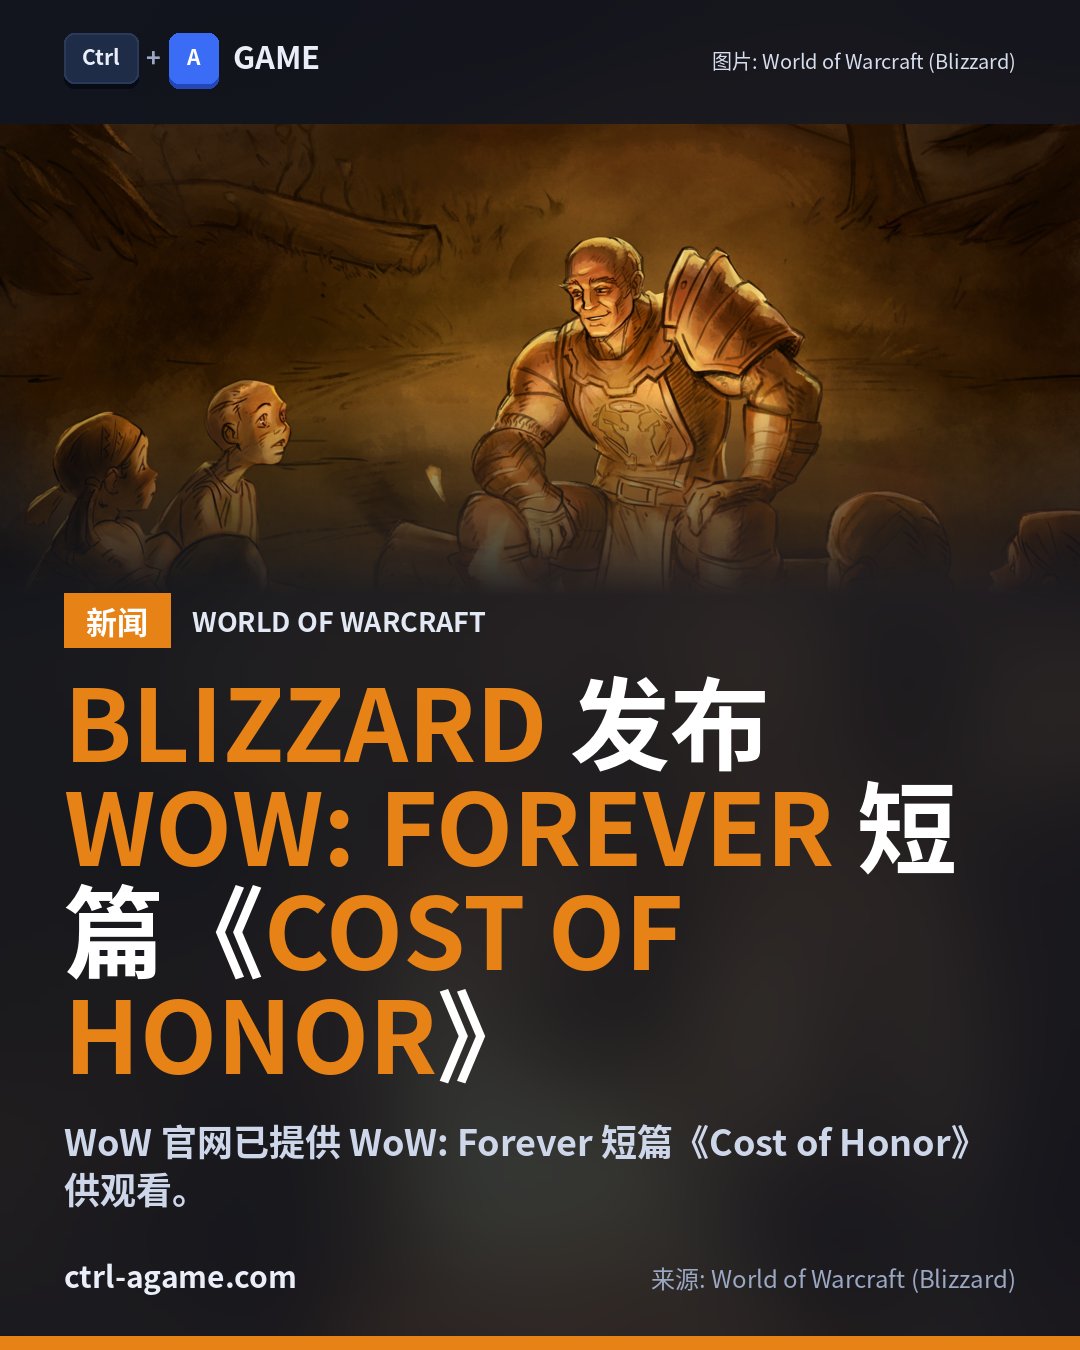 Ctrl + A GAME
图片: World of Warcraft (Blizzard)
新闻 WORLD OF WARCRAFT
BLIZZARD 发布
WOW: FOREVER 短
篇《COST OF
HONOR》
WoW 官网已提供 WoW: Forever 短篇《Cost of Honor》
供观看。
ctrl-agame.com
来源: World of Warcraft (Blizzard)